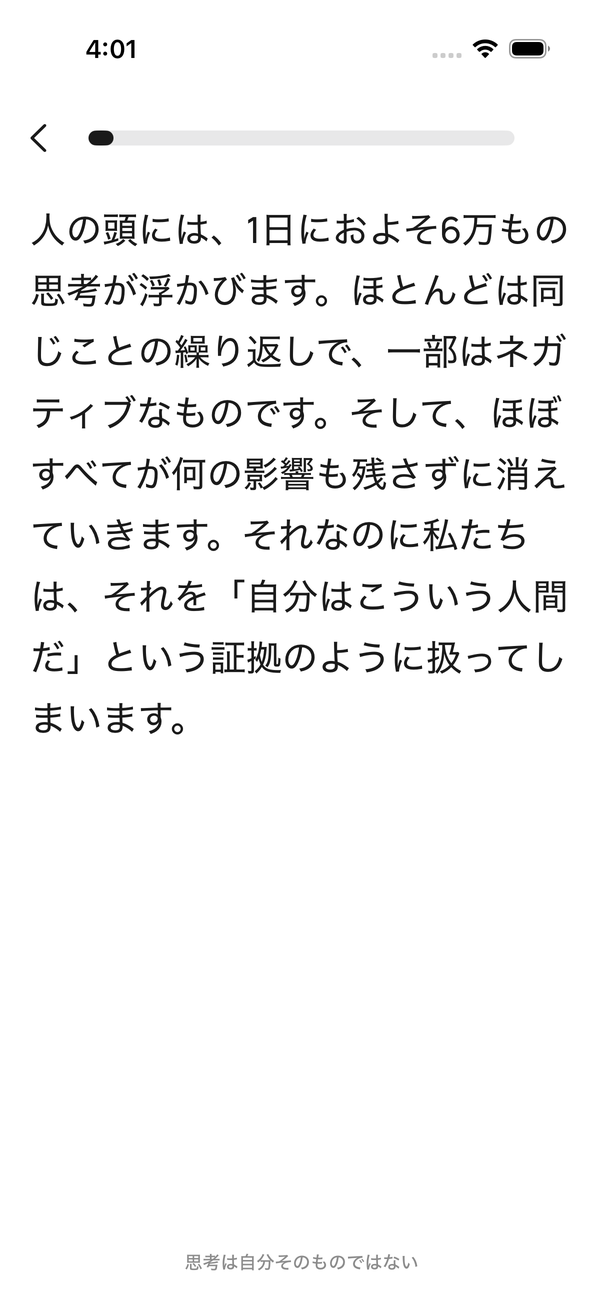 4:01
人の頭には、1日におよそ6万もの
思考が浮かびます。ほとんどは同
じことの繰り返しで、一部はネガ
ティブなものです。そして、ほぼ
すべてが何の影響も残さずに消え
ていきます。それなのに私たち
は、それを「自分はこういう人間
だ」という証拠のように扱ってし
まいます。
思考は自分そのものではない